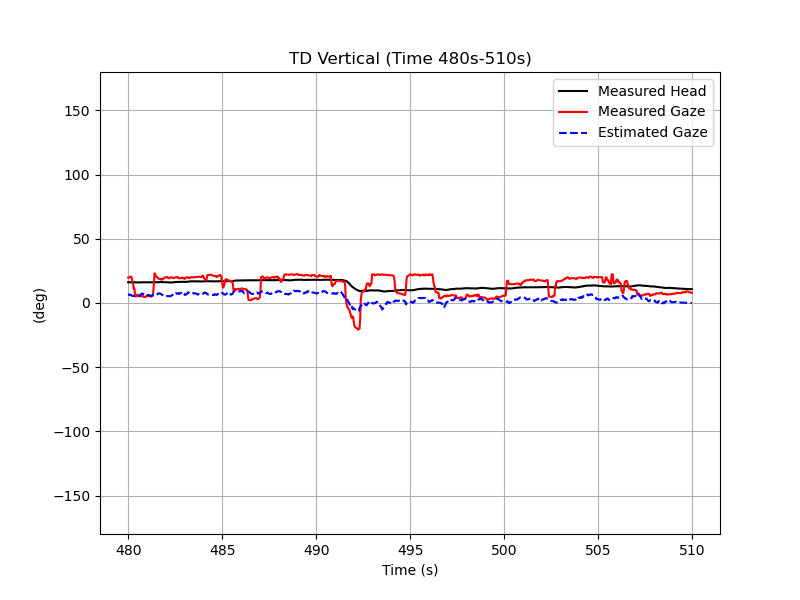 TD Vertical (Time 480s-510s)
Measured Head
Measured Gaze
Estimated Gaze
150
100
50
0
−50
−100
−150
(deg)
480
485
490
495
500
505
510
Time (s)